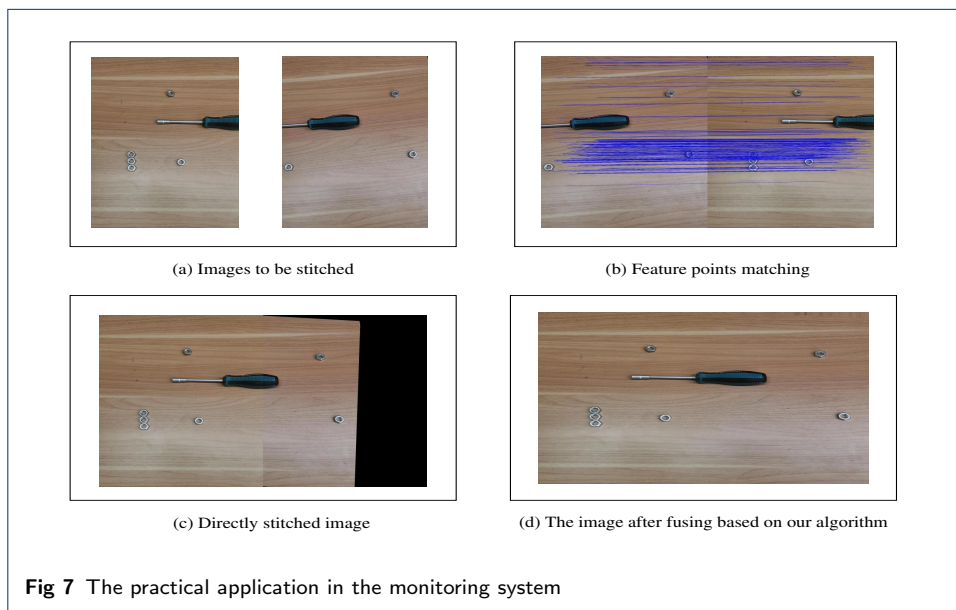 (a) Images to be stitched
(b) Feature points matching
(c) Directly stitched image
(d) The image after fusing based on our algorithm
Fig 7 The practical application in the monitoring system